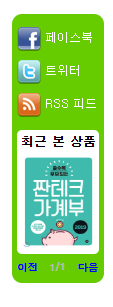 페이스북
트위터
RSS 피드
최근 본 상품
짠테크
가계부
2019
이전 1/1 다음